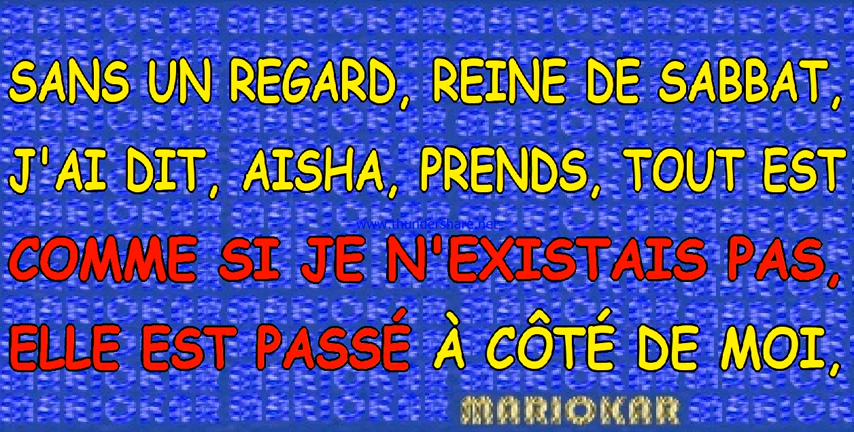 SANS UN REGARD, REINE DE SABBAT,
J'AI DIT, AISHA, PRENDS, TOUT EST
www.thundershare.net
COMME SI JE N'EXISTAIS PAS,
ELLE EST PASSÉ À CÔTÉ DE MOI,
MARIOKAR